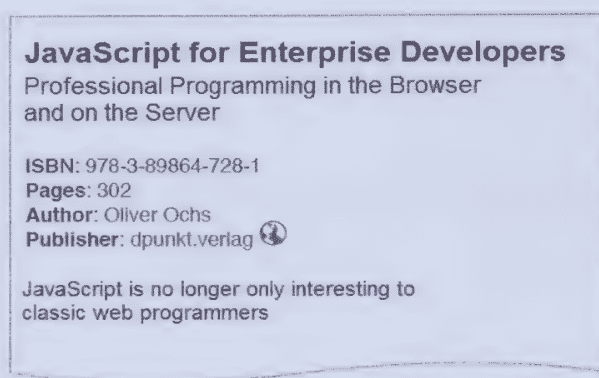 JavaScript for Enterprise Developers
Professional Programming in the Browser
and on the Server
ISBN: 978-3-89864-728-1
Pages: 302
Author: Oliver Ochs
Publisher: dpunkt.verlag
JavaScript is no longer only interesting to
classic web programmers